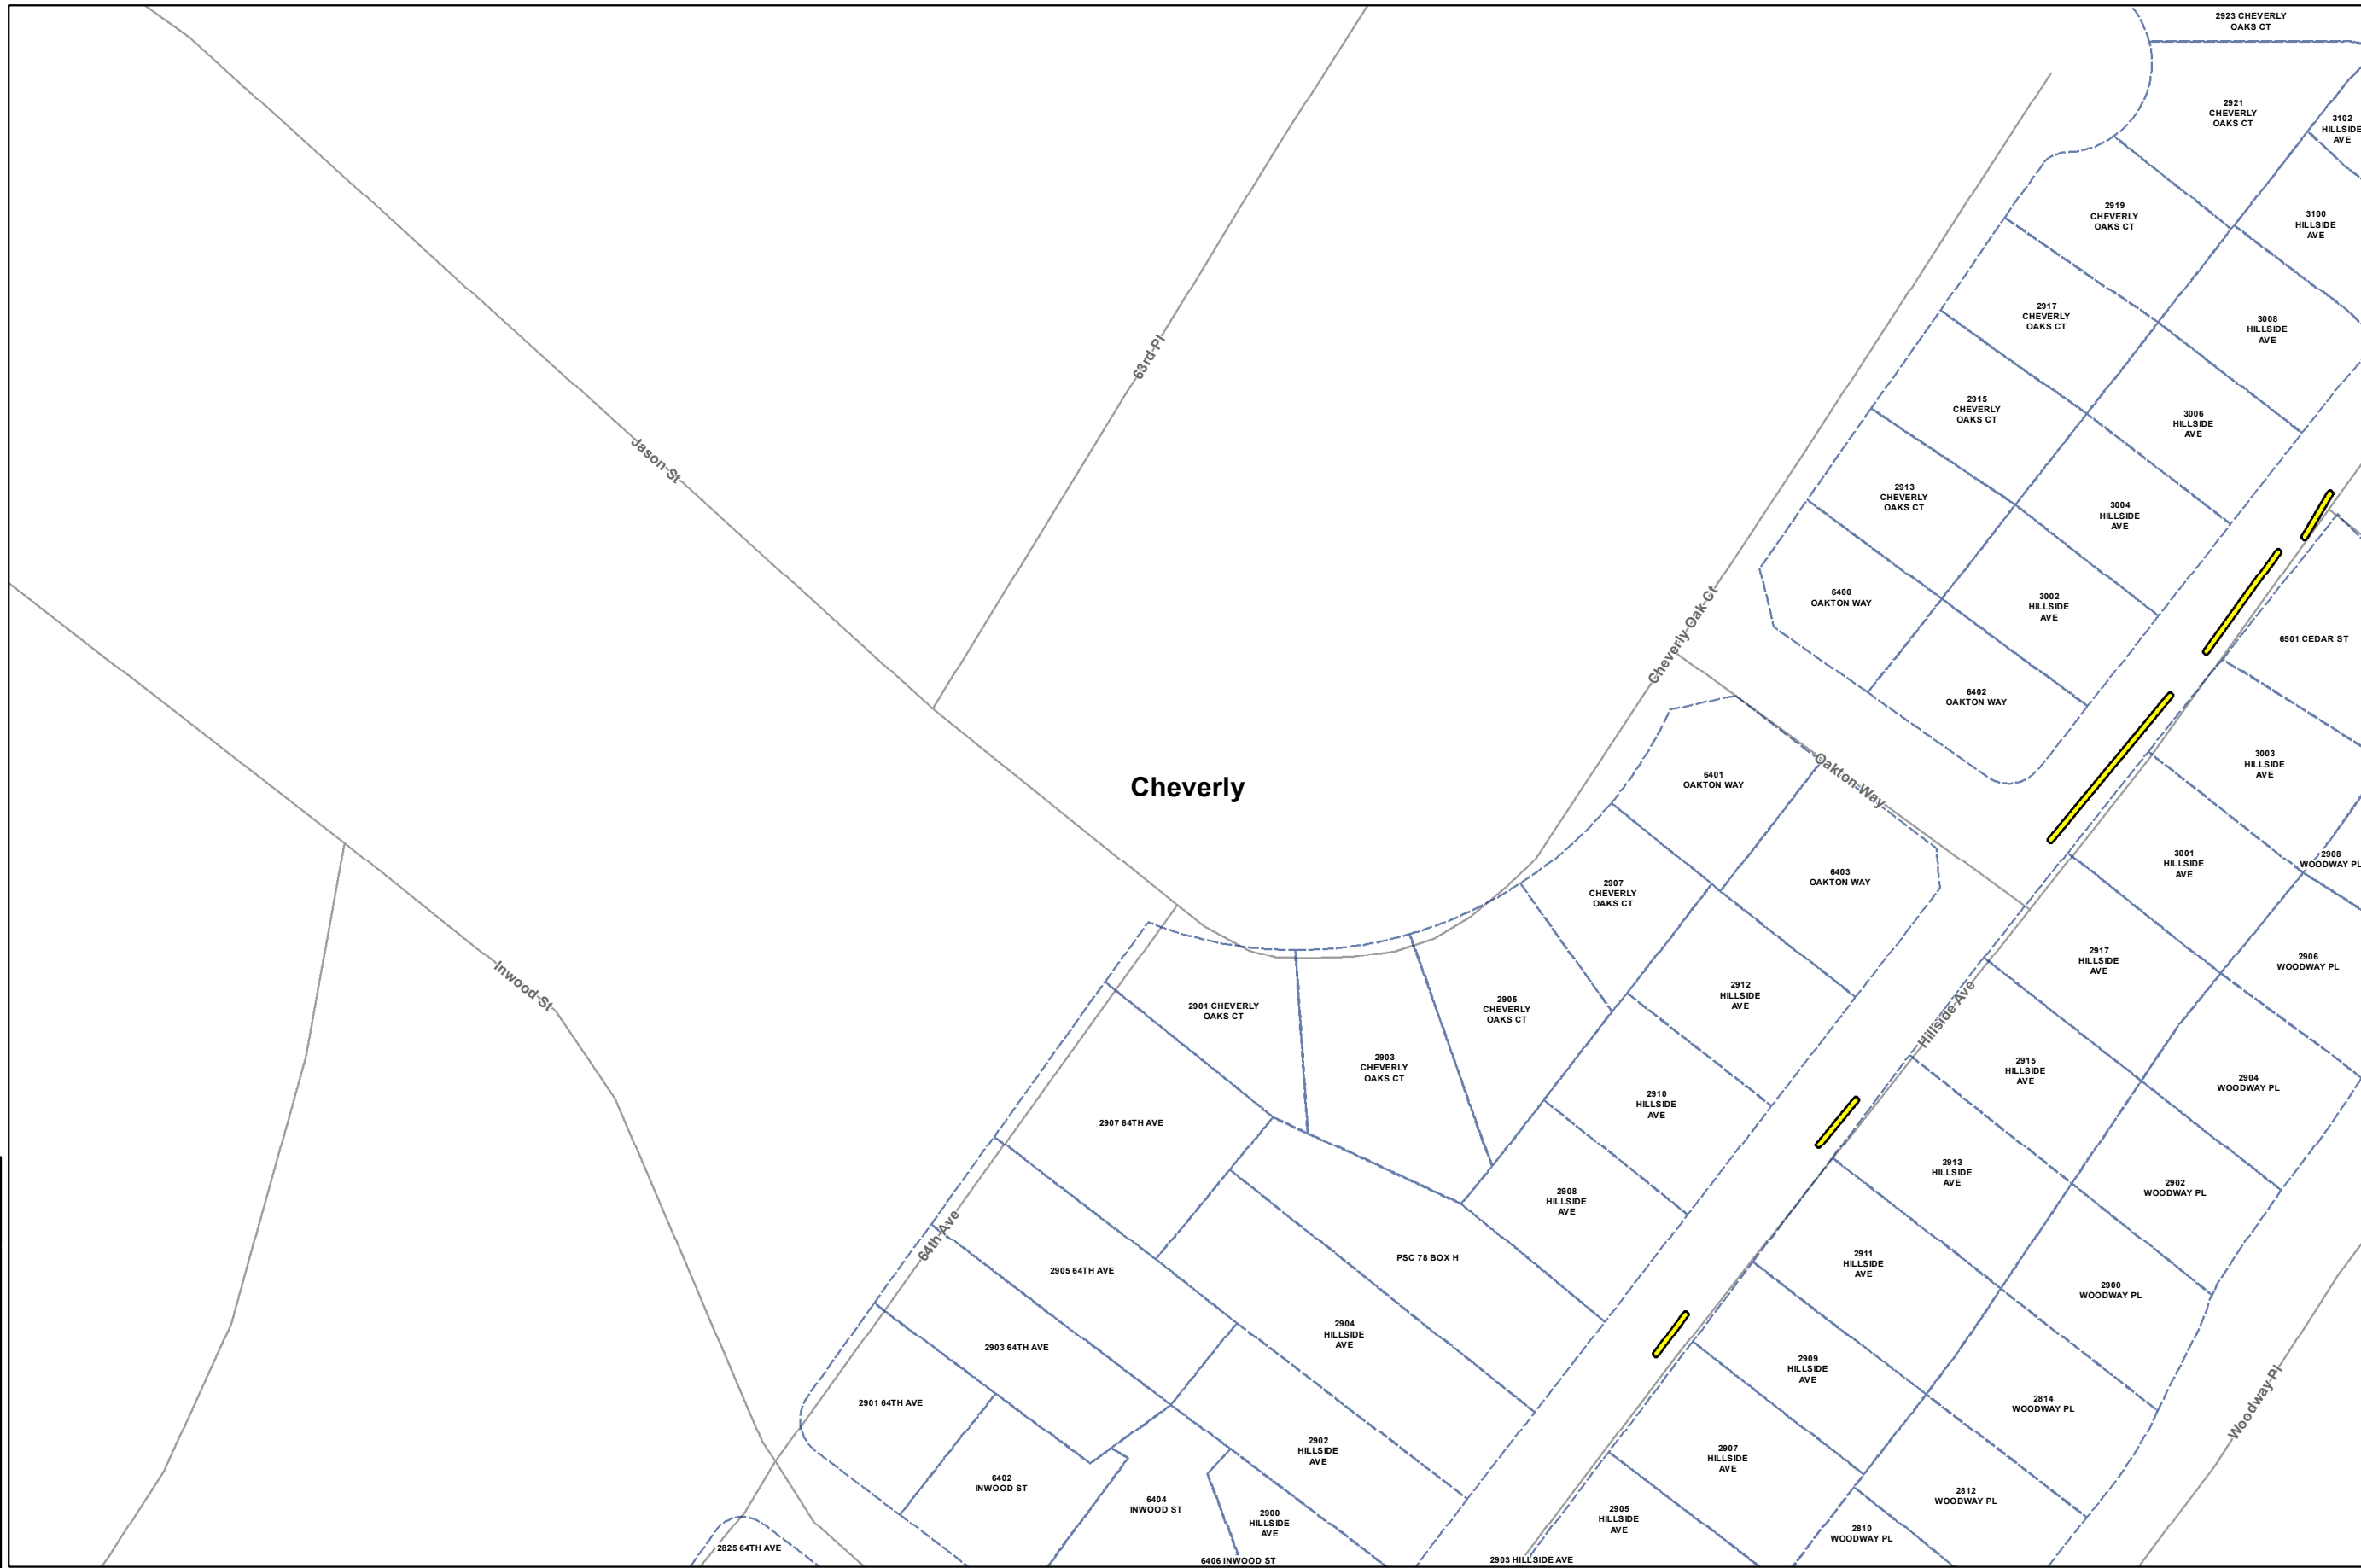 2923 CHEVERLY
OAKS CT
2921
CHEVERLY
OAKS CT
3102
HILLSIDE
AVE
2919
CHEVERLY
OAKS CT
3100
HILLSIDE
AVE
2917
CHEVERLY
OAKS CT
3008
HILLSIDE
AVE
63rd Pl
2915
CHEVERLY
OAKS CT
3006
HILLSIDE
AVE
Jason St
2913
CHEVERLY
OAKS CT
3004
HILLSIDE
AVE
6400
OAKTON WAY
3002
HILLSIDE
AVE
Cheverly Oak Ct
6501 CEDAR ST
6402
OAKTON WAY
Cheverly
6401
OAKTON WAY
Oakton Way
3003
HILLSIDE
AVE
2907
CHEVERLY
OAKS CT
6403
OAKTON WAY
3001
HILLSIDE
AVE
2908
WOODWAY PL
Inwood St
2901 CHEVERLY
OAKS CT
2905
CHEVERLY
OAKS CT
2912
HILLSIDE
AVE
Hillside Ave
2917
HILLSIDE
AVE
2906
WOODWAY PL
2903
CHEVERLY
OAKS CT
2910
HILLSIDE
AVE
2915
HILLSIDE
AVE
2904
WOODWAY PL
2907 64TH AVE
2908
HILLSIDE
AVE
2913
HILLSIDE
AVE
2902
WOODWAY PL
64th Ave
2905 64TH AVE
PSC 78 BOX H
2911
HILLSIDE
AVE
2900
WOODWAY PL
2903 64TH AVE
2904
HILLSIDE
AVE
2909
HILLSIDE
AVE
2814
WOODWAY PL
Woodway Pl
2901 64TH AVE
2902
HILLSIDE
AVE
2907
HILLSIDE
AVE
6402
INWOOD ST
6404
INWOOD ST
2900
HILLSIDE
AVE
2905
HILLSIDE
AVE
2812
WOODWAY PL
2810
WOODWAY PL
2825 64TH AVE
6406 INWOOD ST
2903 HILLSIDE AVE